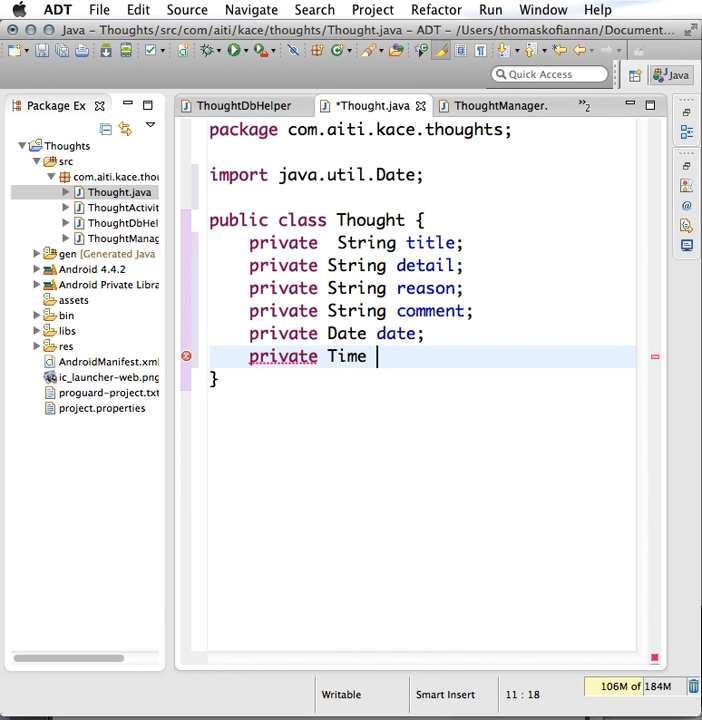 ADT File Edit Source Navigate Search Project Refactor Run Window Help
Java – Thoughts/src/com/aiti/kace/thoughts/Thought.java – ADT – /Users/thomaskofiannan/Document...
Quick Access
Java
Package Ex
ThoughtDbHelper
*Thought.java
ThoughtManager.
»2
Thoughts
src
com.aiti.kace.thou
Thought.java
ThoughtActivit
ThoughtDbHel
ThoughtManag
gen [Generated Java
Android 4.4.2
Android Private Libra
assets
bin
libs
res
AndroidManifest.xml
ic_launcher-web.png
proguard-project.txt
project.properties
package com.aiti.kace.thoughts;
import java.util.Date;
public class Thought {
private  String title;
private String detail;
private String reason;
private String comment;
private Date date;
private Time
}
Writable
Smart Insert
11 : 18
106M of 184M